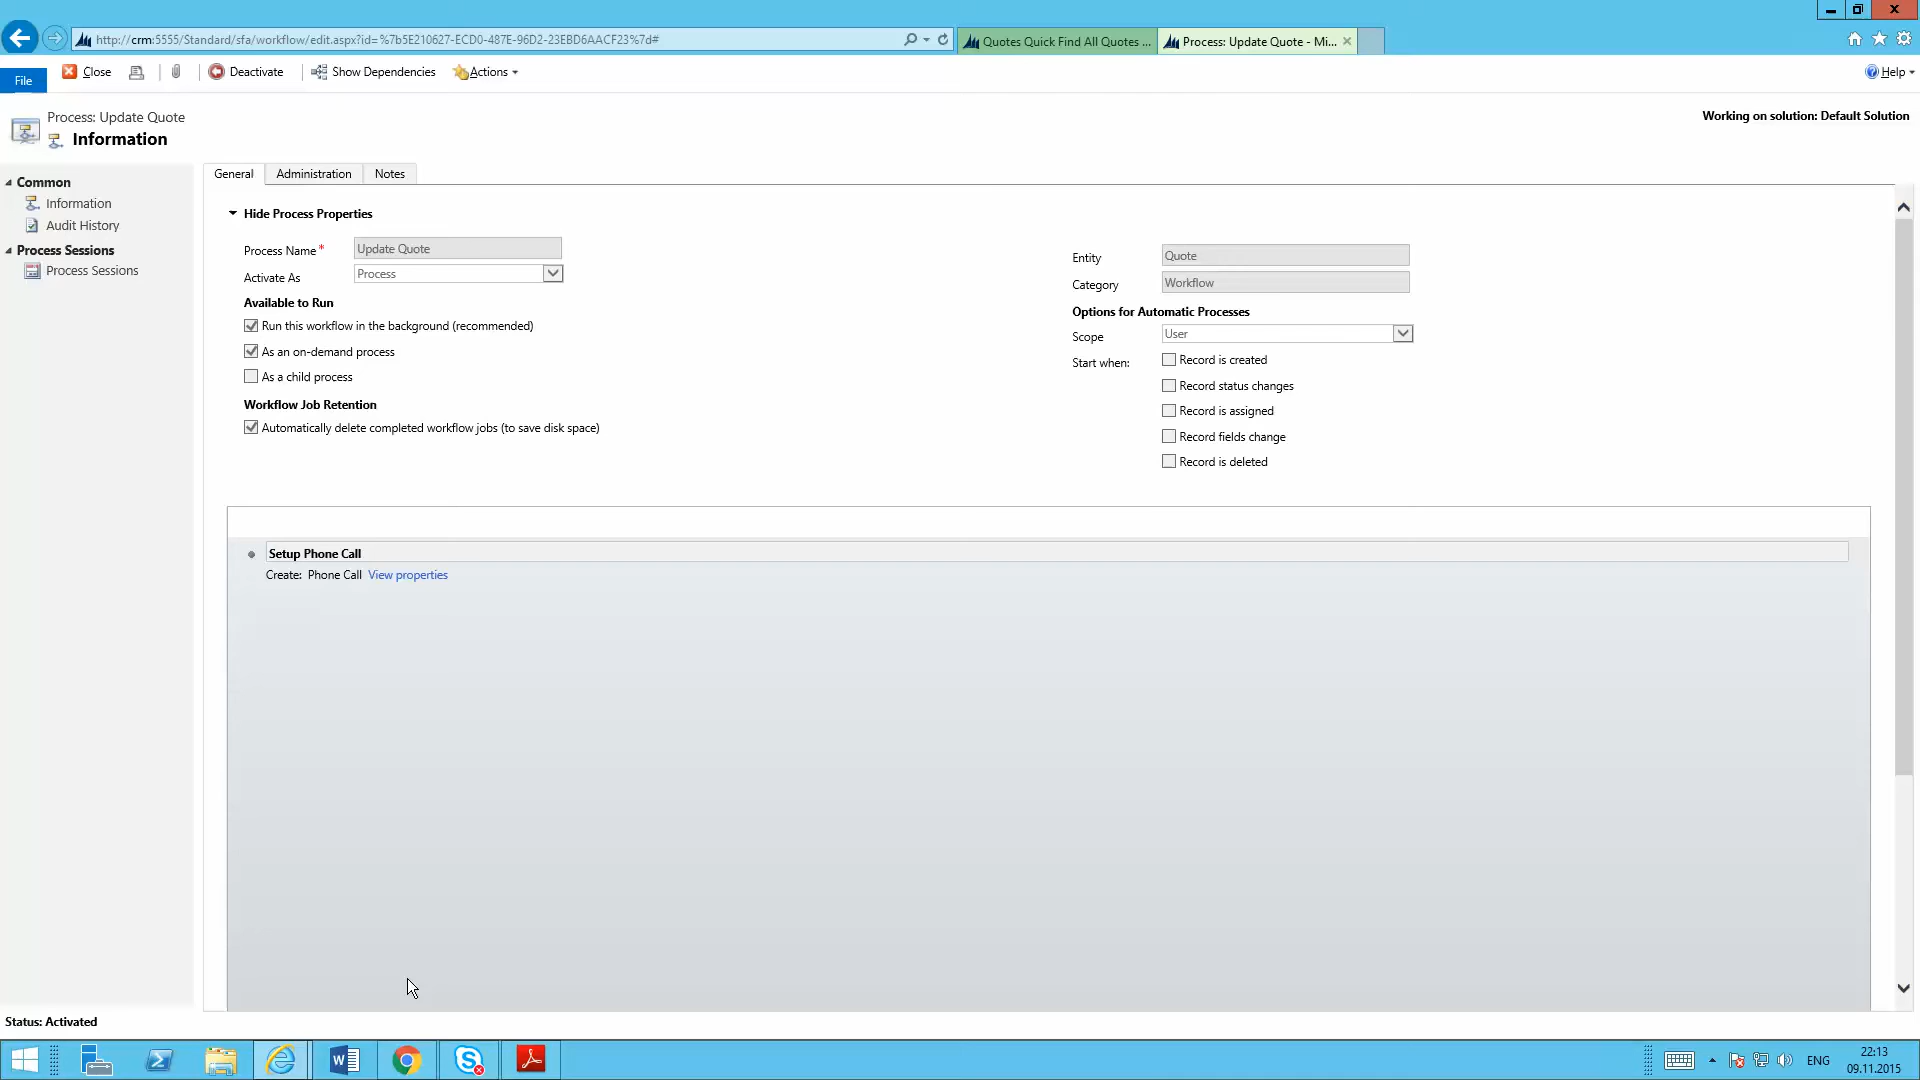 http://crm:5555/Standard/sfa/workflow/edit.aspx?id=%7b5E210627-ECD0-487E-96D2-23EBD6AACF23%7d#
Quotes Quick Find All Quotes ...
Process: Update Quote - Mi...
File
Close
Deactivate
Show Dependencies
Actions
Help
Process: Update Quote
Information
Working on solution: Default Solution
Common
Information
Audit History
Process Sessions
Process Sessions
General
Administration
Notes
Hide Process Properties
Process Name*
Update Quote
Activate As
Process
Available to Run
Run this workflow in the background (recommended)
As an on-demand process
As a child process
Workflow Job Retention
Automatically delete completed workflow jobs (to save disk space)
Entity
Quote
Category
Workflow
Options for Automatic Processes
Scope
User
Start when:
Record is created
Record status changes
Record is assigned
Record fields change
Record is deleted
Setup Phone Call
Create: Phone Call View properties
Status: Activated
ENG
22:13
09.11.2015